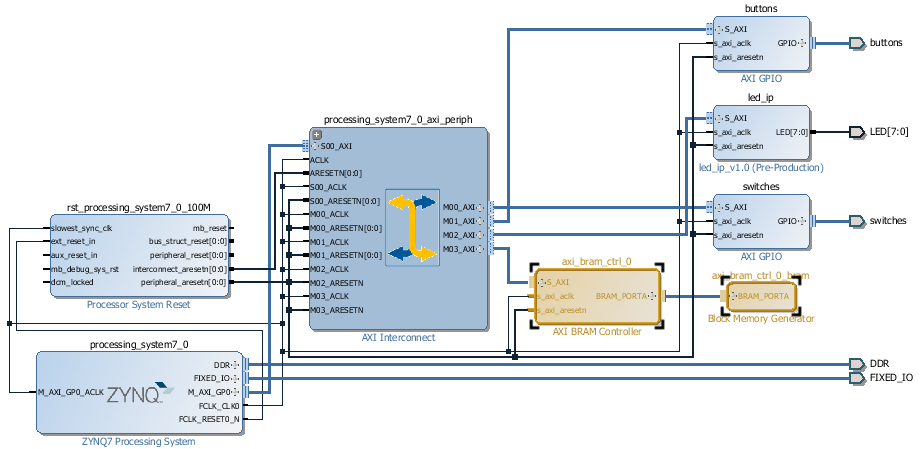 buttons
S_AXI
s_axi_aclk
s_axi_aresetn
GPIO
buttons
AXI GPIO
led_ip
S_AXI
s_axi_aclk
s_axi_aresetn
LED[7:0]
LED[7:0]
led_ip_v1.0 (Pre-Production)
switches
S_AXI
s_axi_aclk
s_axi_aresetn
GPIO
switches
AXI GPIO
processing_system7_0_axi_periph
S00_AXI
ACLK
ARESETN[0:0]
S00_ACLK
S00_ARESETN[0:0]
M00_ACLK
M00_ARESETN[0:0]
M01_ACLK
M01_ARESETN[0:0]
M02_ACLK
M02_ARESETN
M03_ACLK
M03_ARESETN
M00_AXI
M01_AXI
M02_AXI
M03_AXI
AXI Interconnect
rst_processing_system7_0_100M
slowest_sync_clk
ext_reset_in
aux_reset_in
mb_debug_sys_rst
dcm_locked
mb_reset
bus_struct_reset[0:0]
peripheral_reset[0:0]
interconnect_aresetn[0:0]
peripheral_aresetn[0:0]
Processor System Reset
axi_bram_ctrl_0
S_AXI
s_axi_aclk
s_axi_aresetn
BRAM_PORTA
AXI BRAM Controller
axi_bram_ctrl_0_bram
BRAM_PORTA
Block Memory Generator
processing_system7_0
M_AXI_GP0_ACLK
ZYNQ
DDR
FIXED_IO
M_AXI_GP0
FCLK_CLK0
FCLK_RESET0_N
ZYNQ7 Processing System
DDR
FIXED_IO